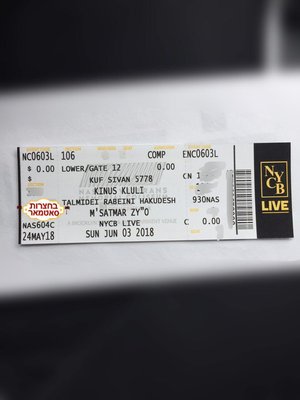 NC0603L 106 COMP ENC0603L
$ 0.00 LOWER/GATE 12 0.00
$ KUF SIVAN 5778 CN 1
KINUS KLULI
TALMIDEI RABEINI HAKUDESH 930NAS
בחצרות
סאטמאר
M'SATMAR ZY"O
NAS604C NYCB LIVE C 0.00
24MAY18 SUN JUN 03 2018
NYCB
LIVE